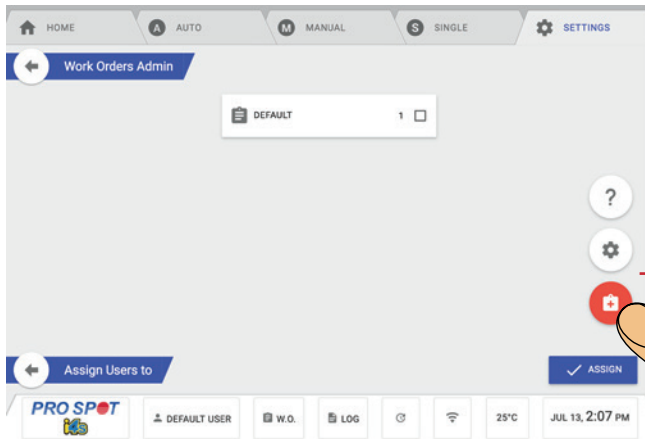 HOME A AUTO M MANUAL S SINGLE SETTINGS
Work Orders Admin
DEFAULT 1
?
Assign Users to ASSIGN
PRO SPOT
i4s DEFAULT USER W.O. LOG 25°C JUL 13, 2:07 PM